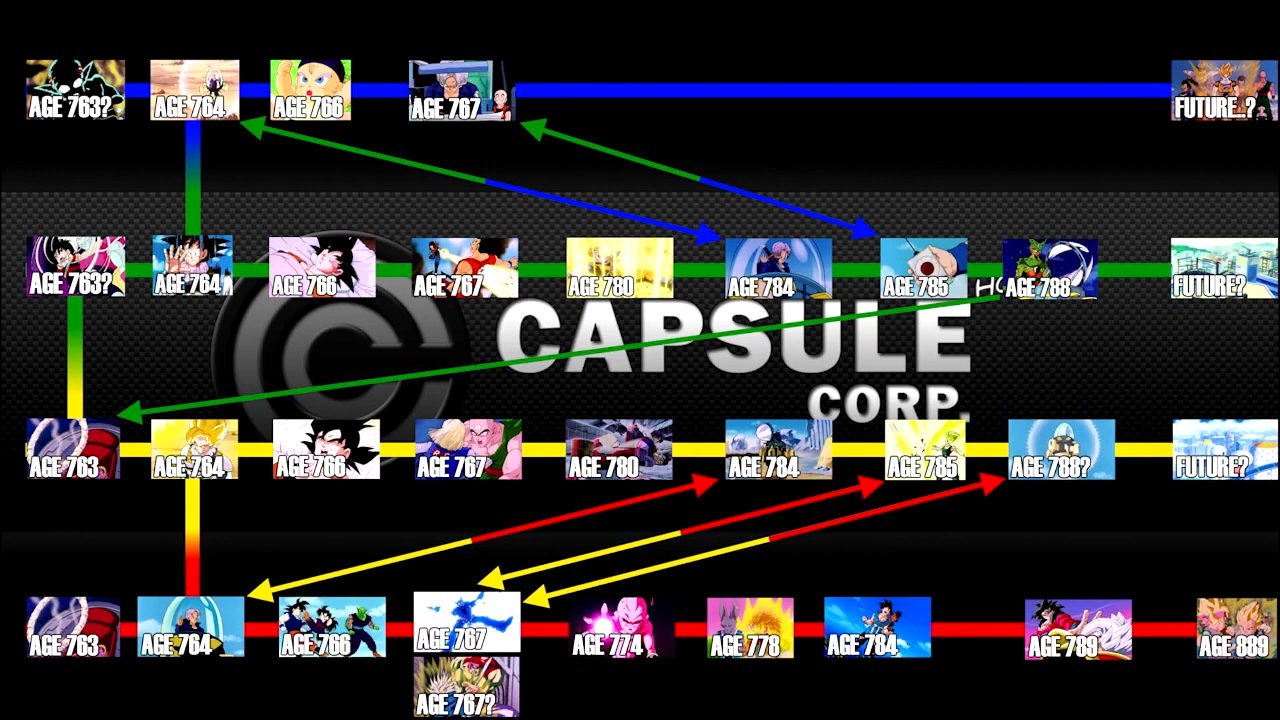 AGE 763?
AGE 764
AGE 766
AGE 767
FUTURE..?
AGE 763?
AGE 764
AGE 766
AGE 767
AGE 780
AGE 784
AGE 785
AGE 788
FUTURE?
CAPSULE
CORP.
AGE 763
AGE 764
AGE 766
AGE 767
AGE 780
AGE 784
AGE 785
AGE 788?
FUTURE?
AGE 763
AGE 764
AGE 766
AGE 767
AGE 774
AGE 778
AGE 784
AGE 789
AGE 889
AGE 767?